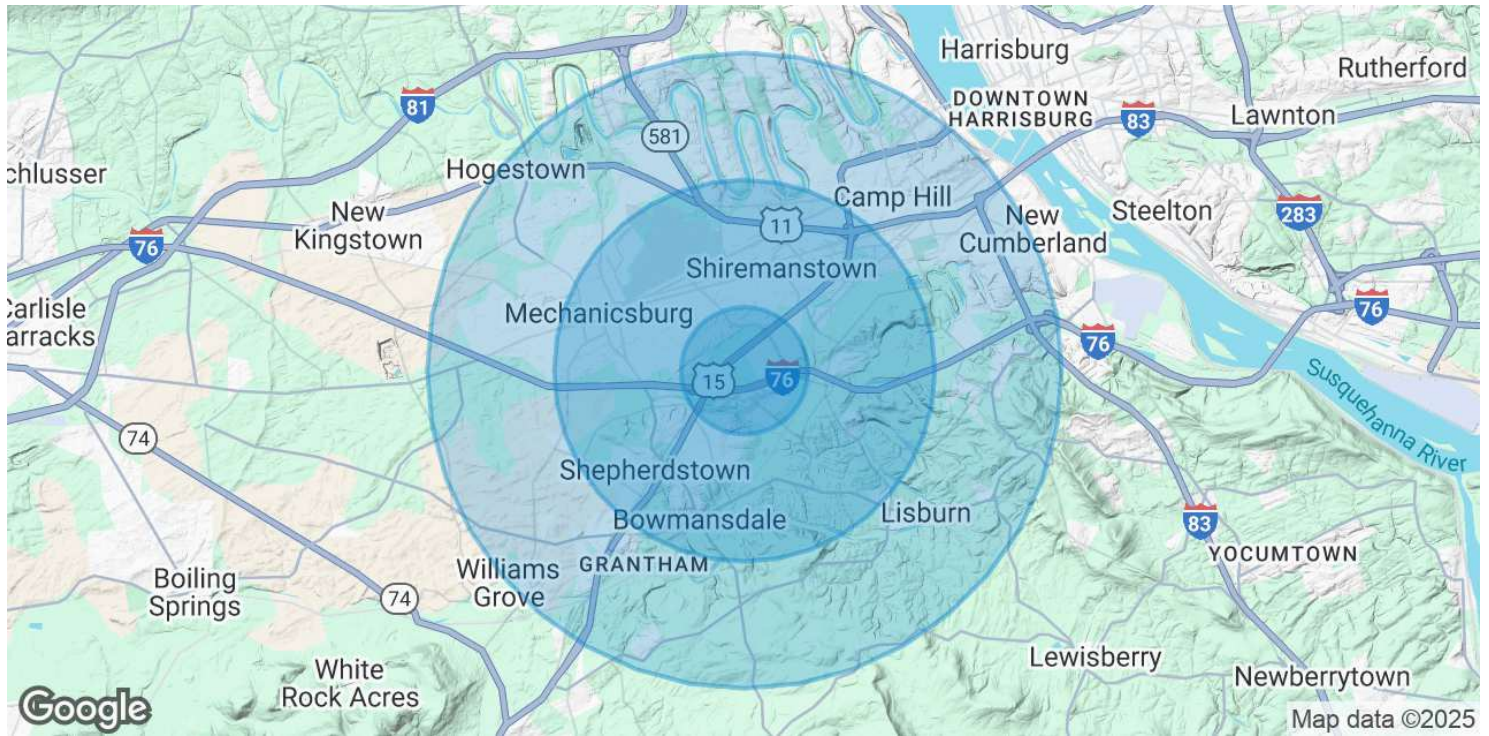 Harrisburg
Rutherford
DOWNTOWN
HARRISBURG
83
Lawnton
81
581
Hogestown
chlusser
Camp Hill
New
Kingstown
11
New
Cumberland
Steelton
283
76
Shiremanstown
Carlisle
arracks
Mechanicsburg
76
76
15
76
Susquehanna River
74
Shepherdstown
Bowmansdale
Lisburn
83
YOCUMTOWN
GRANTHAM
Williams
Grove
Boiling
Springs
74
White
Rock Acres
Lewisberry
Newberrytown
Google
Map data ©2025